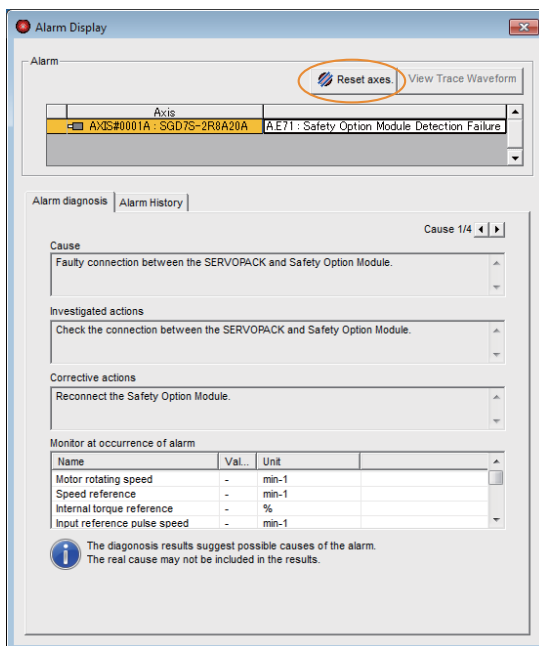 Alarm Display
Alarm
Reset axes.
View Trace Waveform
Axis
AXIS#0001A : SGD7S-2R8A20A A.E71 : Safety Option Module Detection Failure
Alarm diagnosis Alarm History
Cause 1/4
Cause
Faulty connection between the SERVOPACK and Safety Option Module.
Investigated actions
Check the connection between the SERVOPACK and Safety Option Module.
Corrective actions
Reconnect the Safety Option Module.
Monitor at occurrence of alarm
Name Val... Unit
Motor rotating speed - min-1
Speed reference - min-1
Internal torque reference - %
Input reference pulse speed - min-1
The diagonosis results suggest possible causes of the alarm.
The real cause may not be included in the results.